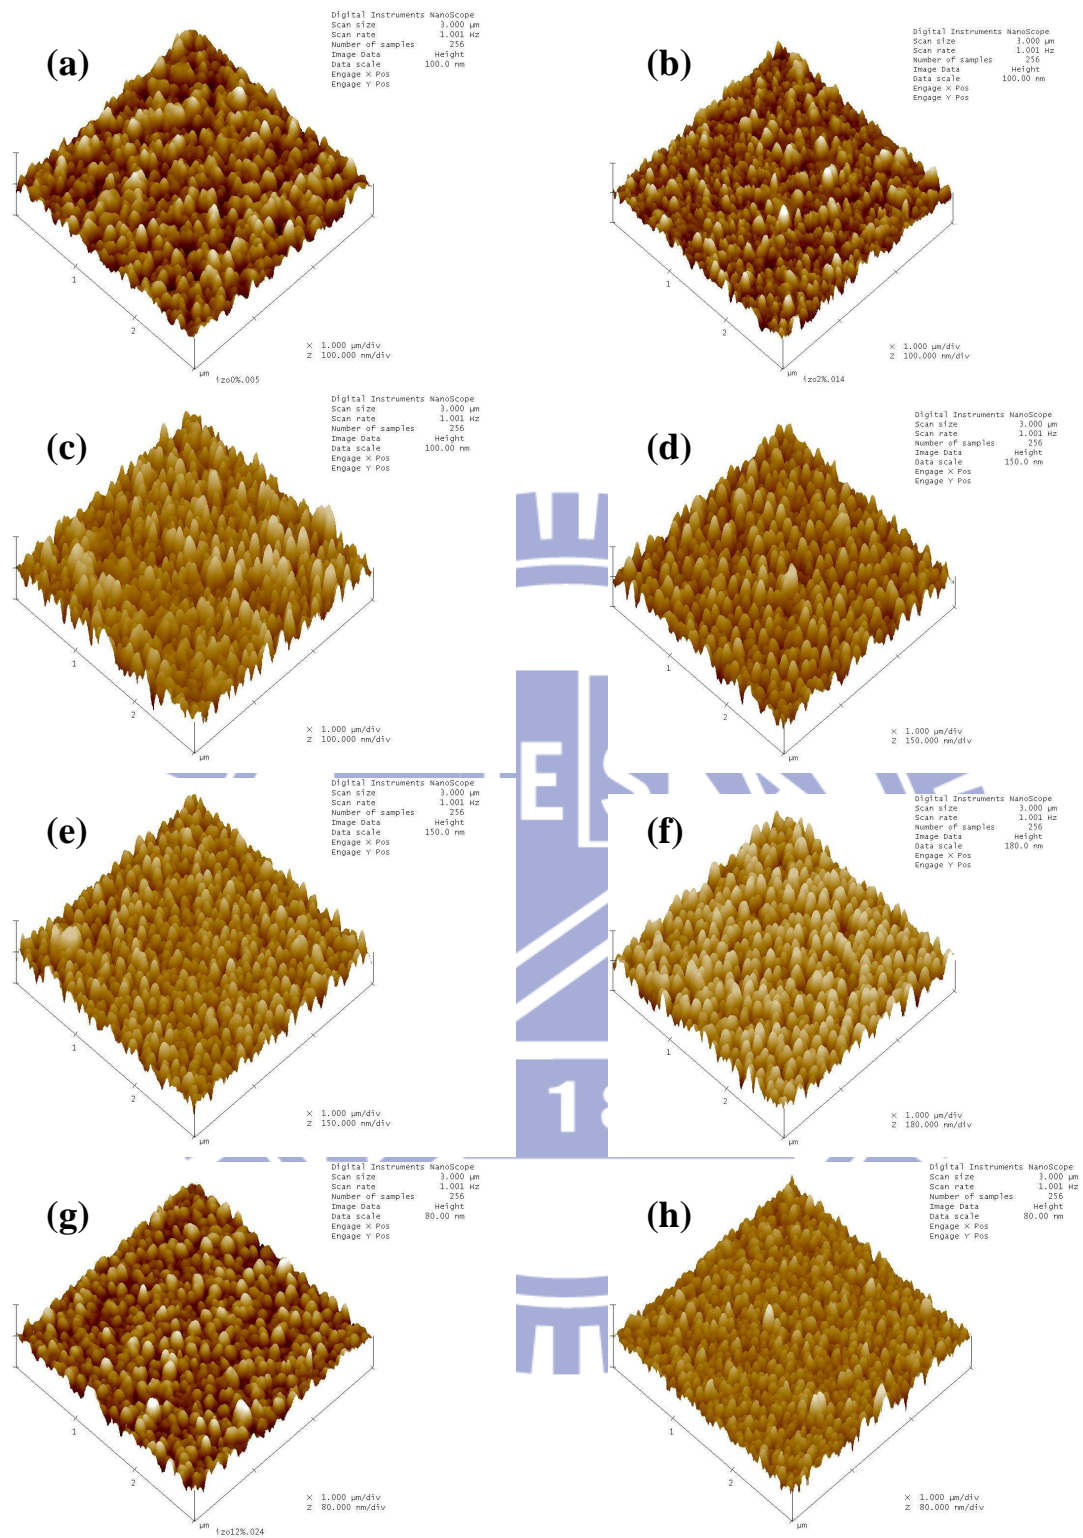 (a)
Digital Instruments NanoScope
Scan size 3.000 µm
Scan rate 1.001 Hz
Number of samples 256
Image Data Height
Data scale 100.0 nm
Engage X Pos
Engage Y Pos
1
2
µm
X 1.000 µm/div
Z 100.000 nm/div
izo0%.005
(b)
Digital Instruments NanoScope
Scan size 3.000 µm
Scan rate 1.001 Hz
Number of samples 256
Image Data Height
Data scale 100.00 nm
Engage X Pos
Engage Y Pos
1
2
µm
X 1.000 µm/div
Z 100.000 nm/div
izo2%.014
(c)
Digital Instruments NanoScope
Scan size 3.000 µm
Scan rate 1.001 Hz
Number of samples 256
Image Data Height
Data scale 100.00 nm
Engage X Pos
Engage Y Pos
1
2
µm
X 1.000 µm/div
Z 100.000 nm/div
(d)
Digital Instruments NanoScope
Scan size 3.000 µm
Scan rate 1.001 Hz
Number of samples 256
Image Data Height
Data scale 150.0 nm
Engage X Pos
Engage Y Pos
1
2
µm
X 1.000 µm/div
Z 150.000 nm/div
E S
(e)
Digital Instruments NanoScope
Scan size 3.000 µm
Scan rate 1.001 Hz
Number of samples 256
Image Data Height
Data scale 150.0 nm
Engage X Pos
Engage Y Pos
1
2
µm
X 1.000 µm/div
Z 150.000 nm/div
(f)
Digital Instruments NanoScope
Scan size 3.000 µm
Scan rate 1.001 Hz
Number of samples 256
Image Data Height
Data scale 180.0 nm
Engage X Pos
Engage Y Pos
1
2
µm
X 1.000 µm/div
Z 180.000 nm/div
1
(g)
Digital Instruments NanoScope
Scan size 3.000 µm
Scan rate 1.001 Hz
Number of samples 256
Image Data Height
Data scale 80.00 nm
Engage X Pos
Engage Y Pos
1
2
µm
X 1.000 µm/div
Z 80.000 nm/div
izo12%.024
(h)
Digital Instruments NanoScope
Scan size 3.000 µm
Scan rate 1.001 Hz
Number of samples 256
Image Data Height
Data scale 80.00 nm
Engage X Pos
Engage Y Pos
1
2
µm
X 1.000 µm/div
Z 80.000 nm/div